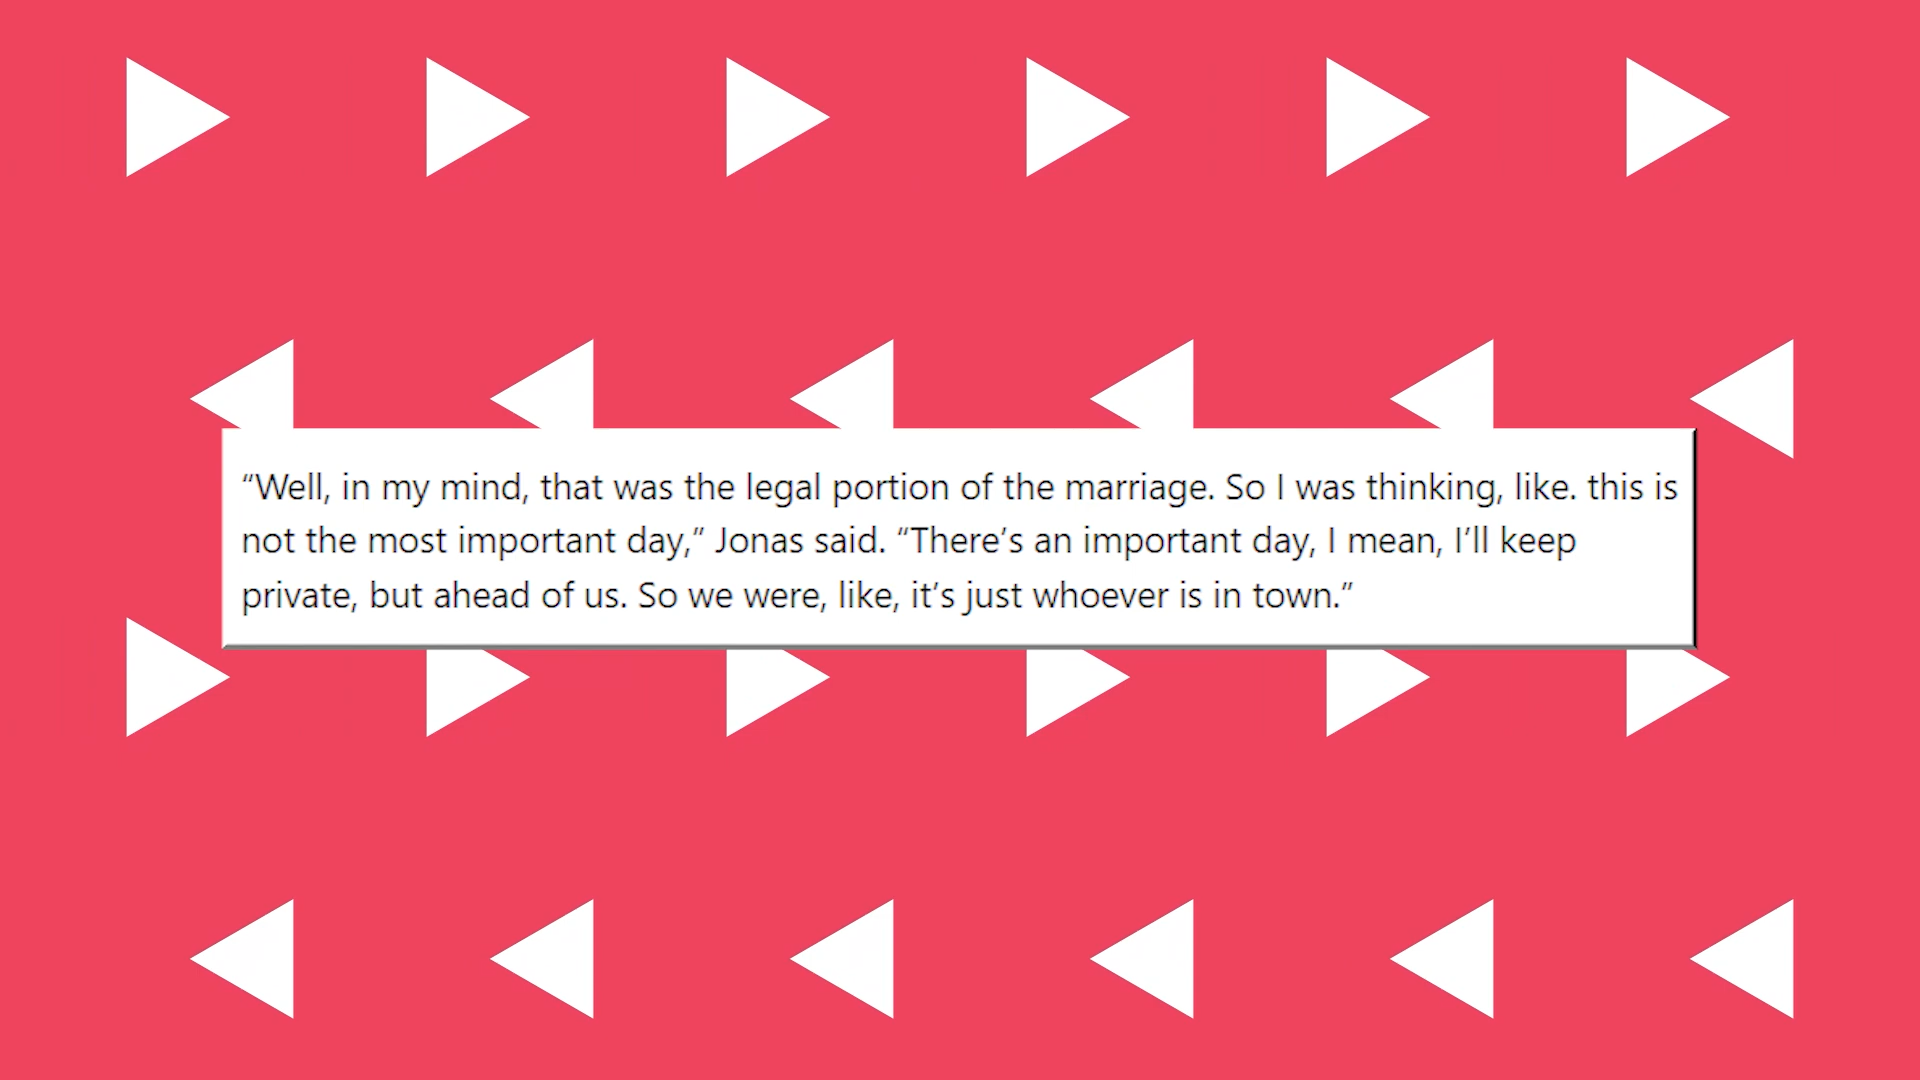 “Well, in my mind, that was the legal portion of the marriage. So I was thinking, like. this is
not the most important day,” Jonas said. “There’s an important day, I mean, I’ll keep
private, but ahead of us. So we were, like, it’s just whoever is in town.”